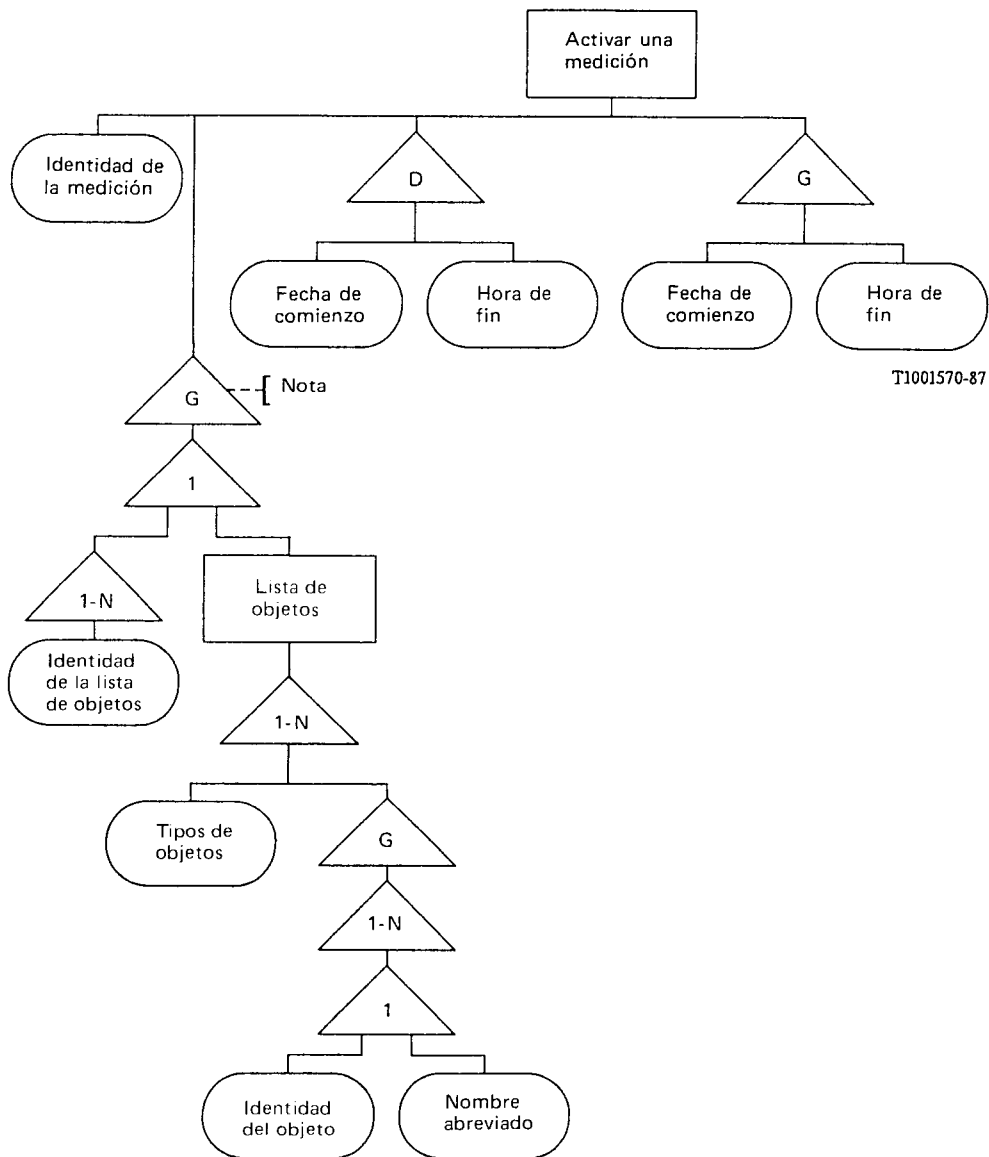 Activar una
medición
Identidad de
la medición
D
G
Fecha de
comienzo
Hora de
fin
Fecha de
comienzo
Hora de
fin
T1001570-87
G
Nota
1
1-N
Lista de
objetos
Identidad
de la lista
de objetos
1-N
Tipos de
objetos
G
1-N
1
Identidad
del objeto
Nombre
abreviado